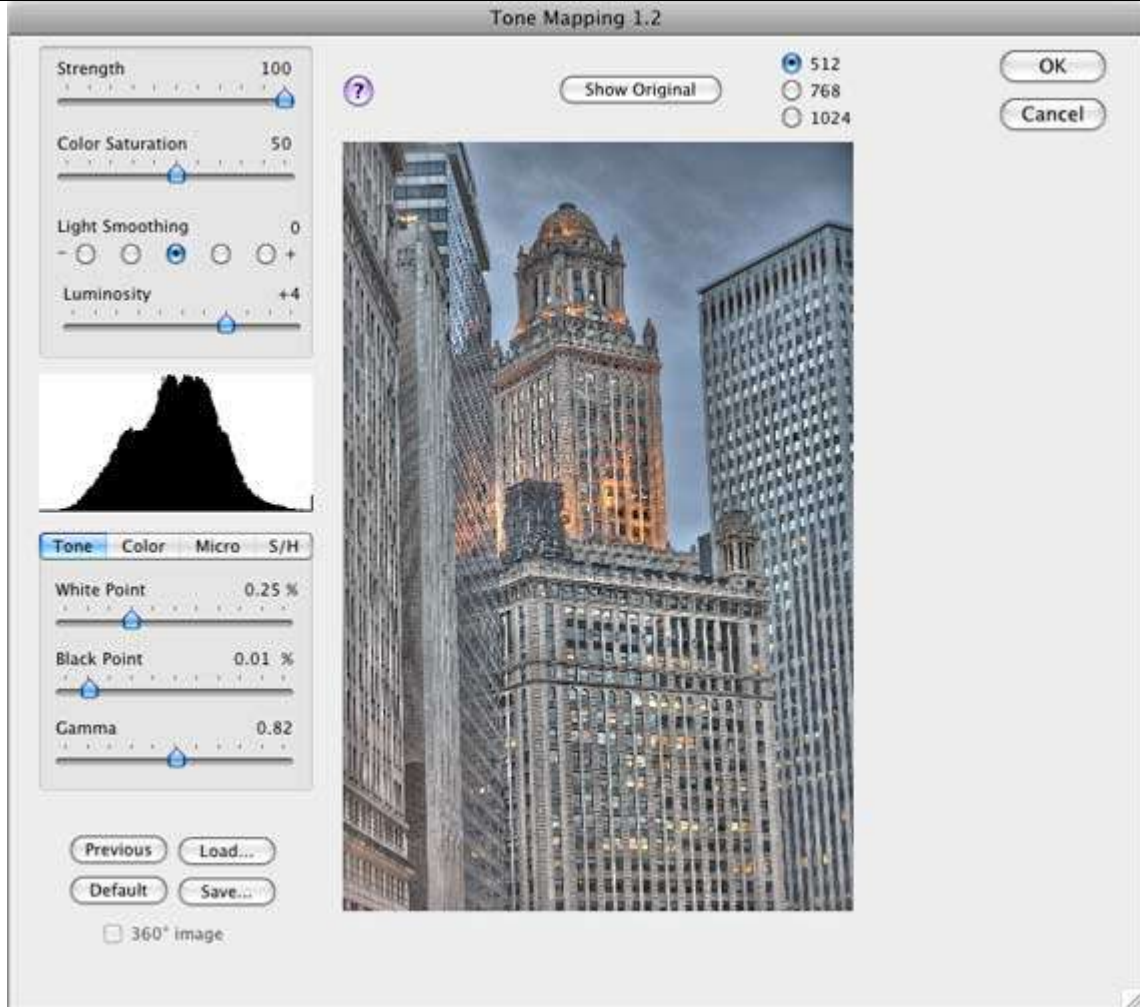 Tone Mapping 1.2
Strength 100
Color Saturation 50
Light Smoothing 0
- +
Luminosity +4
Tone Color Micro S/H
White Point 0.25 %
Black Point 0.01 %
Gamma 0.82
Previous Load...
Default Save...
360° image
?
Show Original
512
768
1024
OK
Cancel